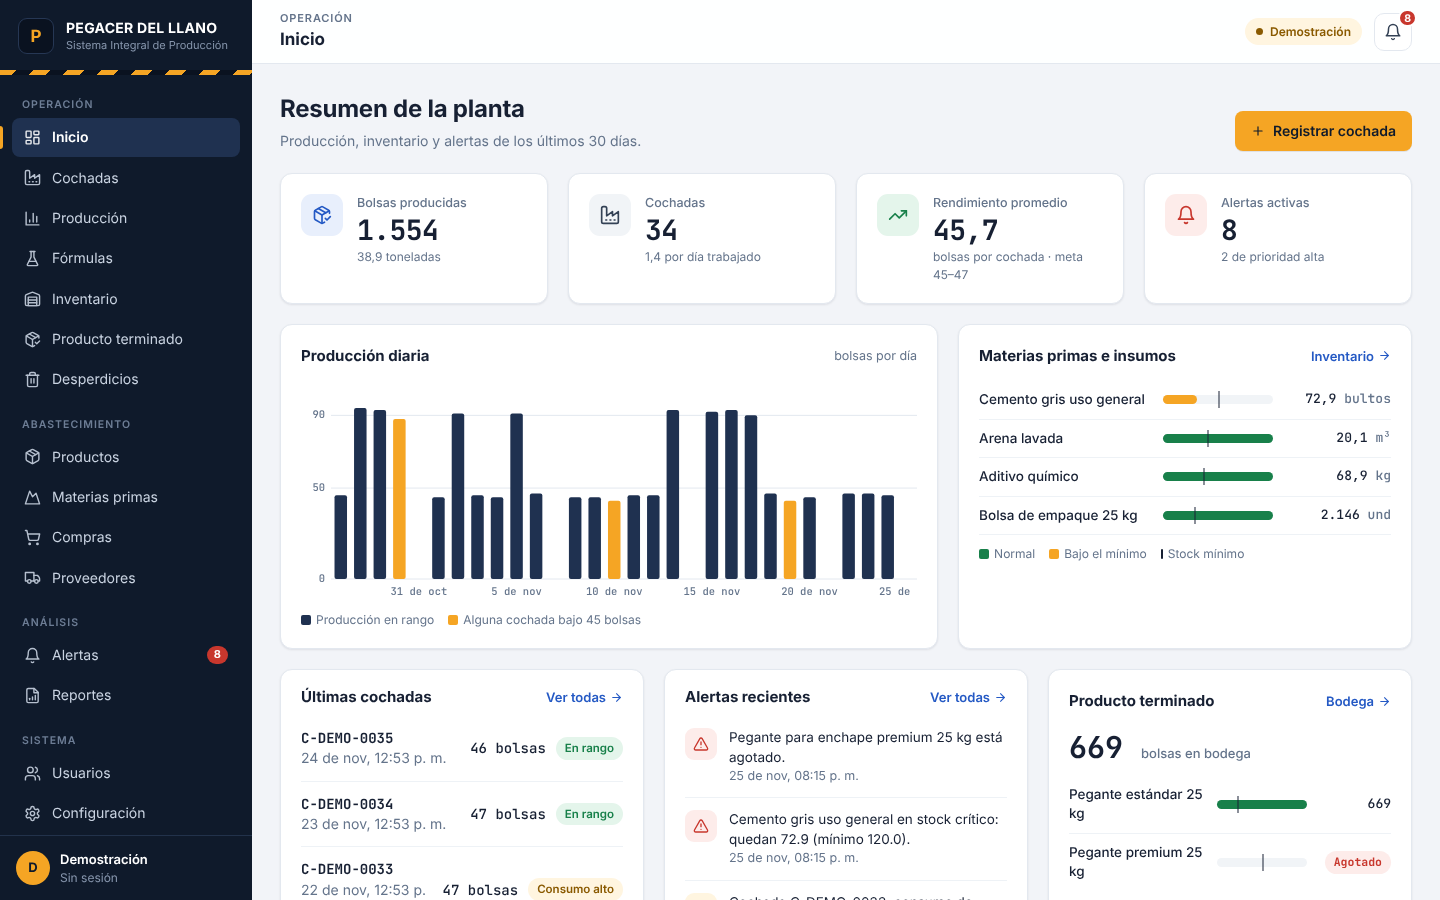 P
PEGACER DEL LLANO
Sistema Integral de Producción
OPERACIÓN
Inicio
Cochadas
Producción
Fórmulas
Inventario
Producto terminado
Desperdicios
ABASTECIMIENTO
Productos
Materias primas
Compras
Proveedores
ANÁLISIS
Alertas 8
Reportes
SISTEMA
Usuarios
Configuración
D
Demostración
Sin sesión
OPERACIÓN
Inicio
Demostración
8
Resumen de la planta
Producción, inventario y alertas de los últimos 30 días.
+ Registrar cochada
Bolsas producidas
1.554
38,9 toneladas
Cochadas
34
1,4 por día trabajado
Rendimiento promedio
45,7
bolsas por cochada · meta
45–47
Alertas activas
8
2 de prioridad alta
Producción diaria
bolsas por día
90
50
0
31 de oct
5 de nov
10 de nov
15 de nov
20 de nov
25 de
Producción en rango
Alguna cochada bajo 45 bolsas
Materias primas e insumos
Inventario →
Cemento gris uso general 72,9 bultos
Arena lavada 20,1 m³
Aditivo químico 68,9 kg
Bolsa de empaque 25 kg 2.146 und
Normal
Bajo el mínimo
Stock mínimo
Últimas cochadas
Ver todas →
C-DEMO-0035
24 de nov, 12:53 p. m.
46 bolsas
En rango
C-DEMO-0034
23 de nov, 12:53 p. m.
47 bolsas
En rango
C-DEMO-0033
22 de nov, 12:53 p.
47 bolsas
Consumo alto
Alertas recientes
Ver todas →
Pegante para enchape premium 25 kg está
agotado.
25 de nov, 08:15 p. m.
Cemento gris uso general en stock crítico:
quedan 72.9 (mínimo 120.0).
25 de nov, 08:15 p. m.
Producto terminado
Bodega →
669 bolsas en bodega
Pegante estándar 25
kg
669
Pegante premium 25
kg
Agotado